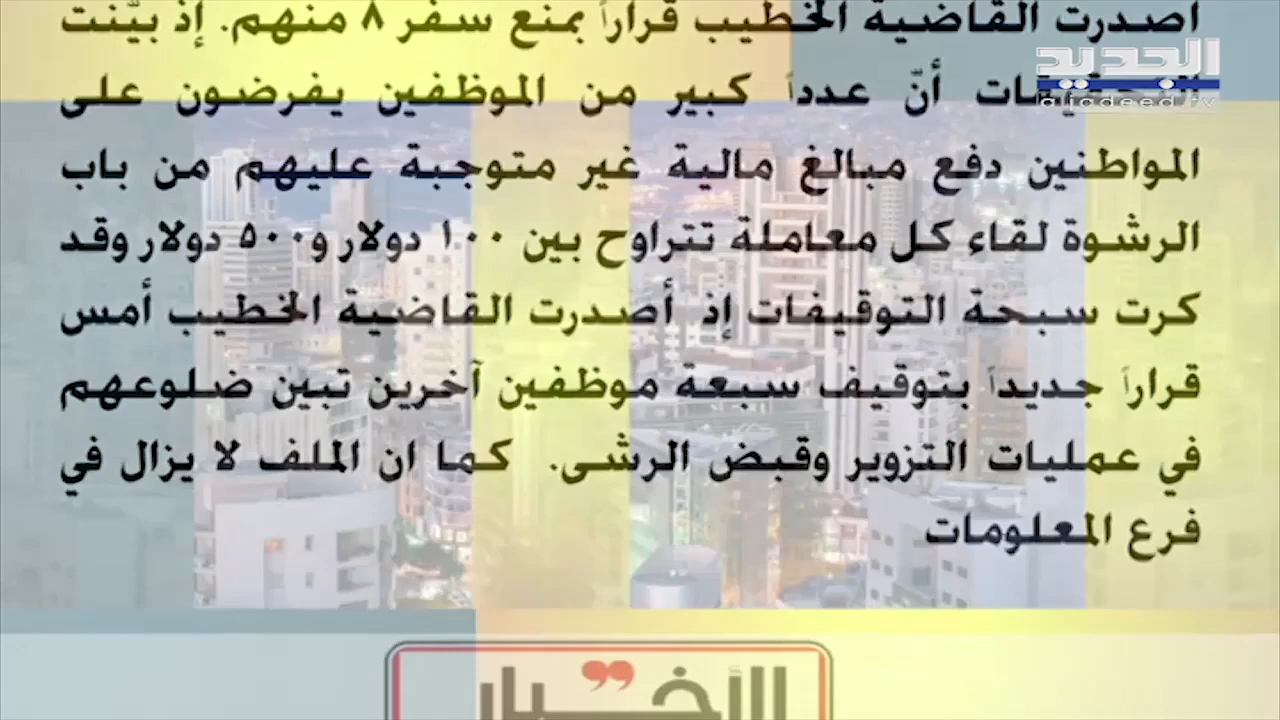 أصدرت القاضية الخطيب قراراً بمنع سفر ٨ منهم. إذ بيّنت
الجديد
aljadeed.tv
أنّ عدداً كبير من الموظفين يفرضون على
المواطنين دفع مبالغ مالية غير متوجبة عليهم من باب
الرشوة لقاء كل معاملة تتراوح بين ١٠٠ دولار و٥٠٠ دولار وقد
كرت سبحة التوقيفات إذ أصدرت القاضية الخطيب أمس
قراراً جديداً بتوقيف سبعة موظفين آخرين تبين ضلوعهم
في عمليات التزوير وقبض الرشى. كما ان الملف لا يزال في
فرع المعلومات
الأخبار